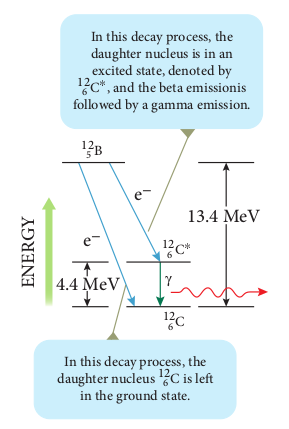 In this decay process, the
daughter nucleus is in an
excited state, denoted by
¹²₆C*, and the beta emissionis
followed by a gamma emission.
¹²₅B
e⁻
13.4 MeV
ENERGY
e⁻
¹²₆C*
4.4 MeV
γ
¹²₆C
In this decay process, the
daughter nucleus ¹²₆C is left
in the ground state.